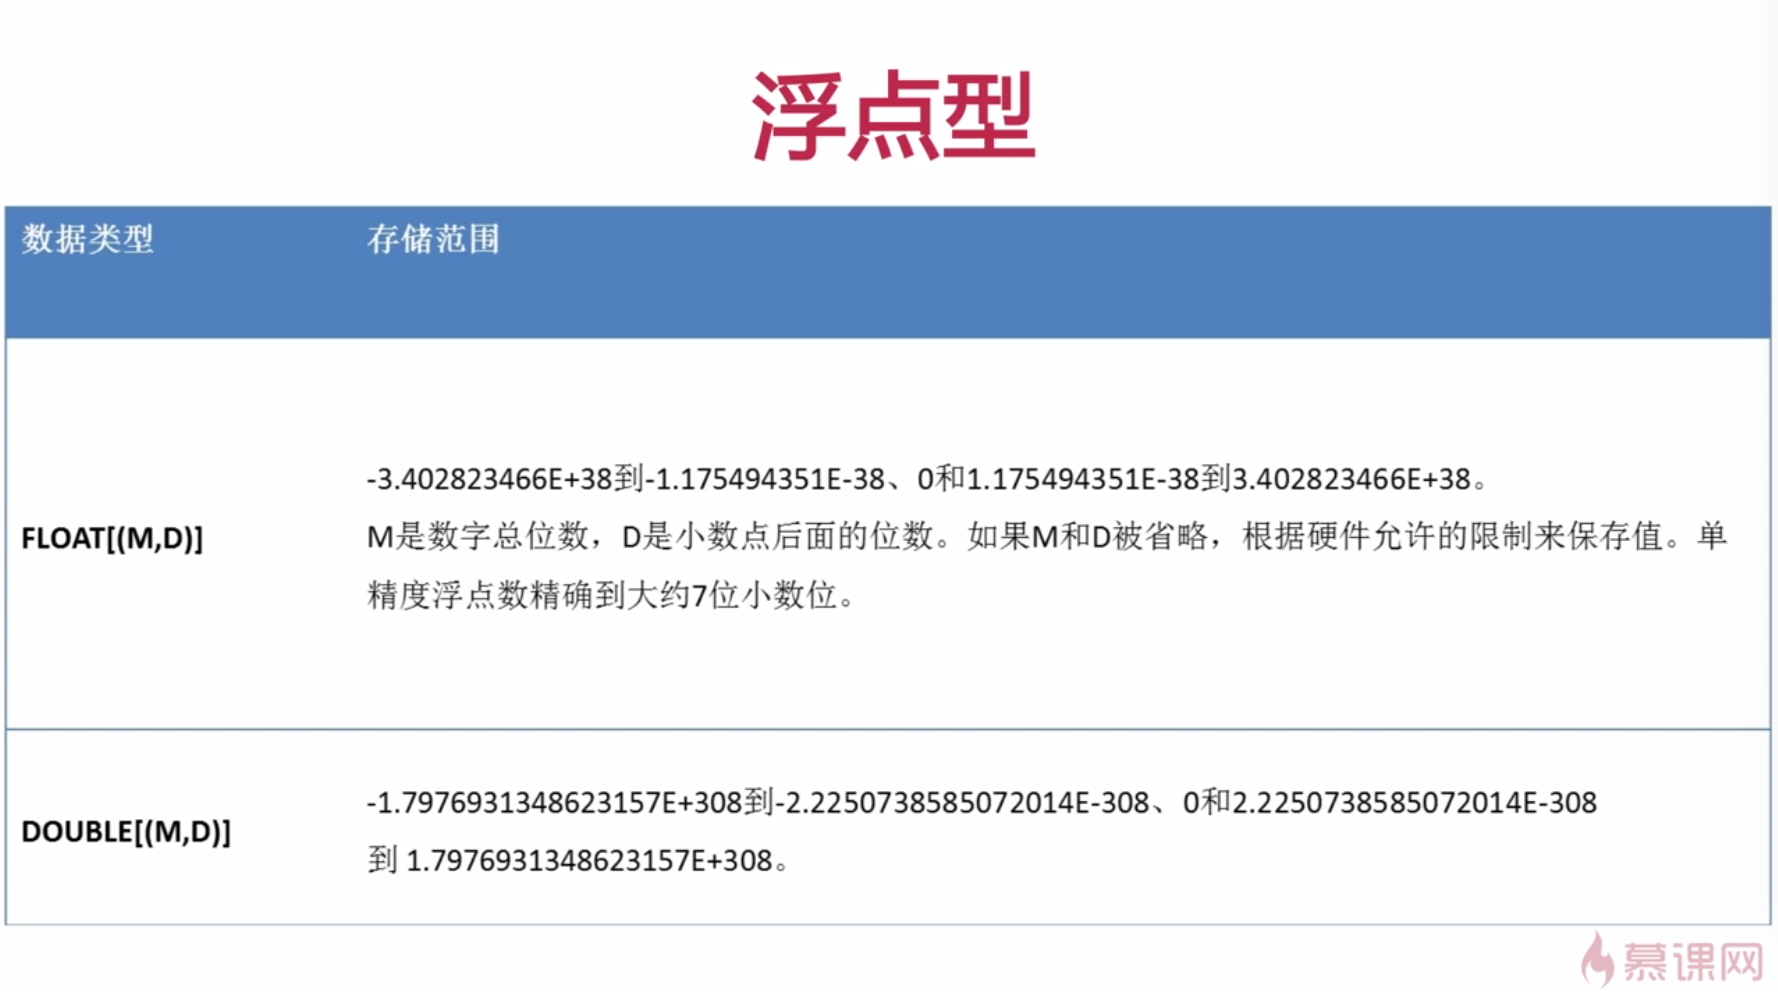 浮点型
数据类型
存储范围
FLOAT[(M,D)]
-3.402823466E+38到-1.175494351E-38、0和1.175494351E-38到3.402823466E+38。
M是数字总位数，D是小数点后面的位数。如果M和D被省略，根据硬件允许的限制来保存值。单
精度浮点数精确到大约7位小数位。
DOUBLE[(M,D)]
-1.7976931348623157E+308到-2.2250738585072014E-308、0和2.2250738585072014E-308
到 1.7976931348623157E+308。
慕课网